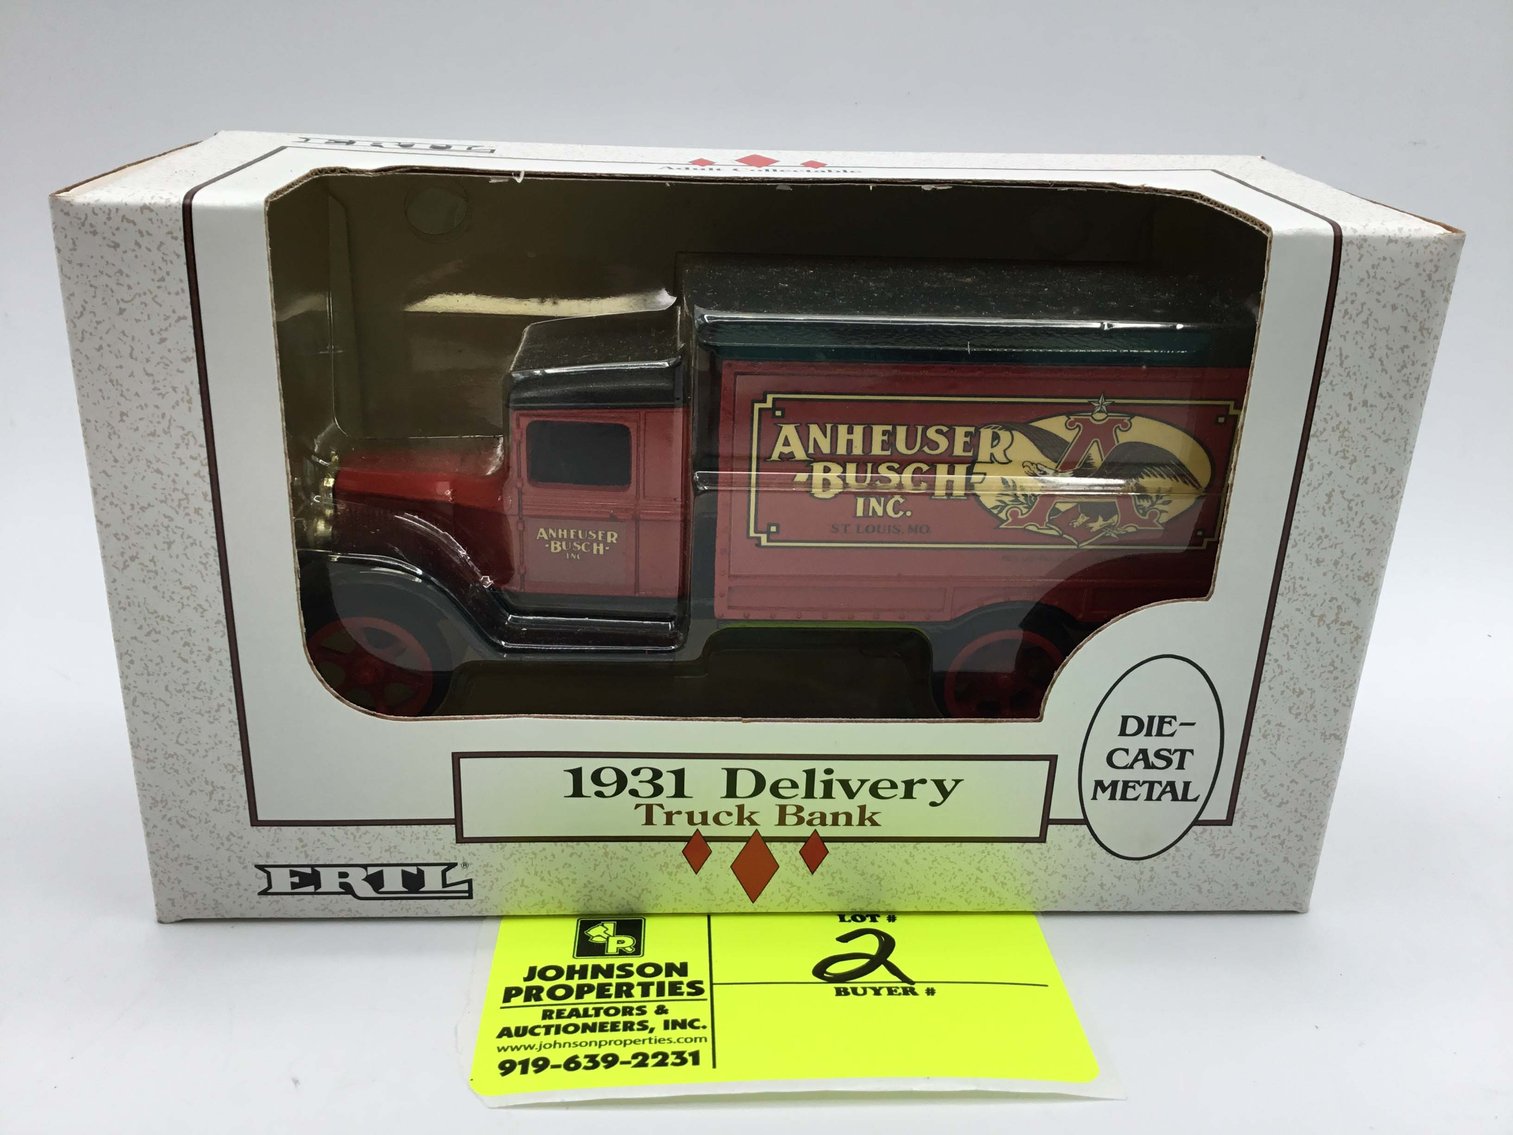 ERTL
Adult Collectable
ANHEUSER
-BUSCH-
INC.
ST. LOUIS, MO.
ANHEUSER
-BUSCH-
INC
DIE-
CAST
METAL
1931 Delivery
Truck Bank
ERTL®
LOT #
2
JOHNSON
PROPERTIES
REALTORS &
AUCTIONEERS, INC.
www.johnsonproperties.com
919-639-2231
BUYER #